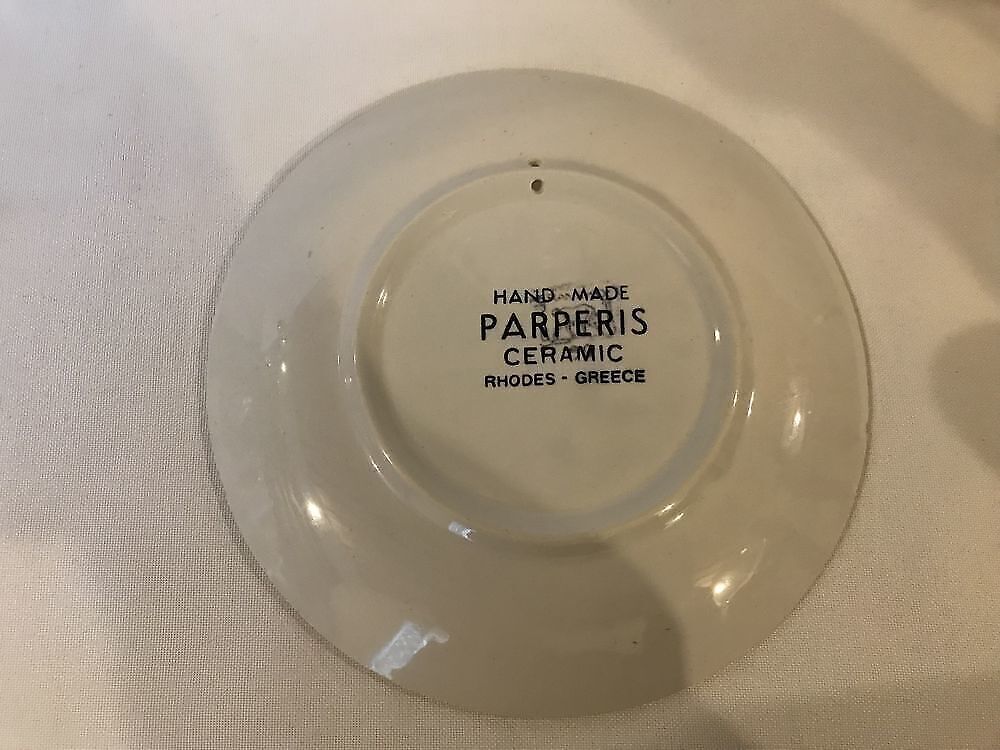 HAND MADE
PARPERIS
CERAMIC
RHODES - GREECE